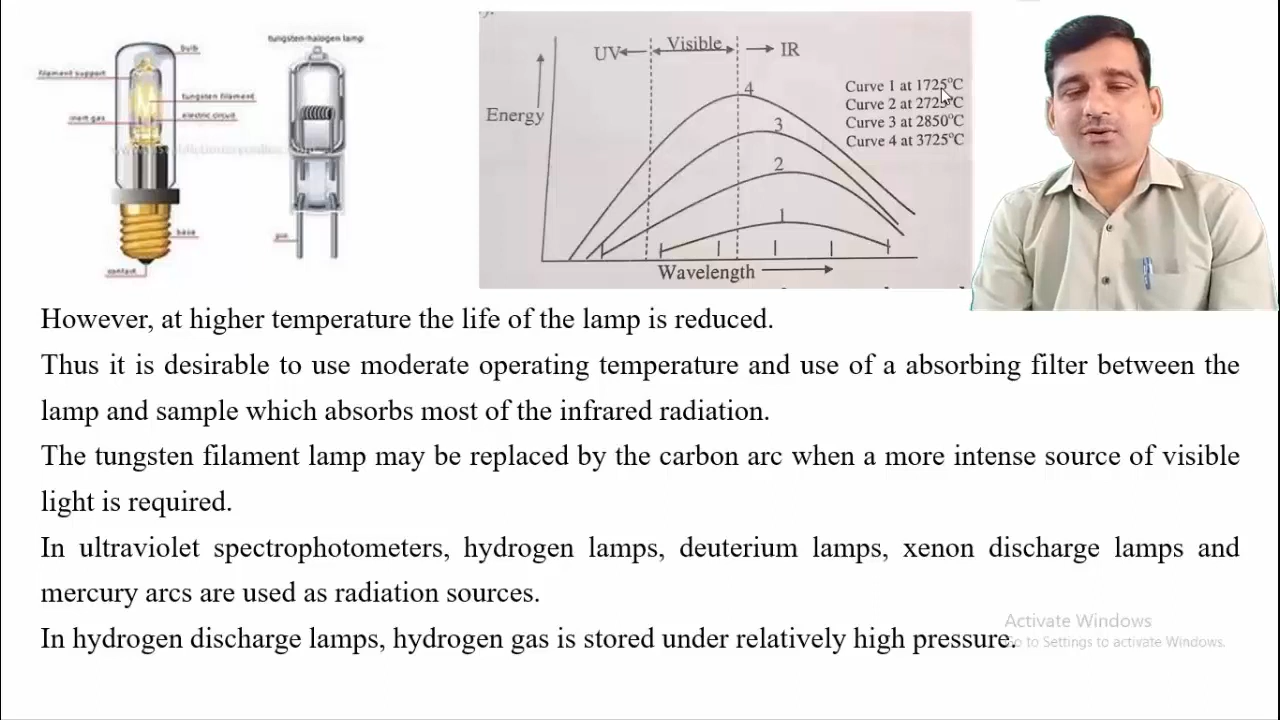 tungsten-halogen lamp
bulb
filament support
tungsten filament
inert gas
electric circuit
base
pin
contact
UV
Visible
IR
4
3
2
1
Energy
Curve 1 at 1725°C
Curve 2 at 2725°C
Curve 3 at 2850°C
Curve 4 at 3725°C
Wavelength
However, at higher temperature the life of the lamp is reduced.
Thus it is desirable to use moderate operating temperature and use of a absorbing filter between the
lamp and sample which absorbs most of the infrared radiation.
The tungsten filament lamp may be replaced by the carbon arc when a more intense source of visible
light is required.
In ultraviolet spectrophotometers, hydrogen lamps, deuterium lamps, xenon discharge lamps and
mercury arcs are used as radiation sources.
In hydrogen discharge lamps, hydrogen gas is stored under relatively high pressure.
Activate Windows
Go to Settings to activate Windows.